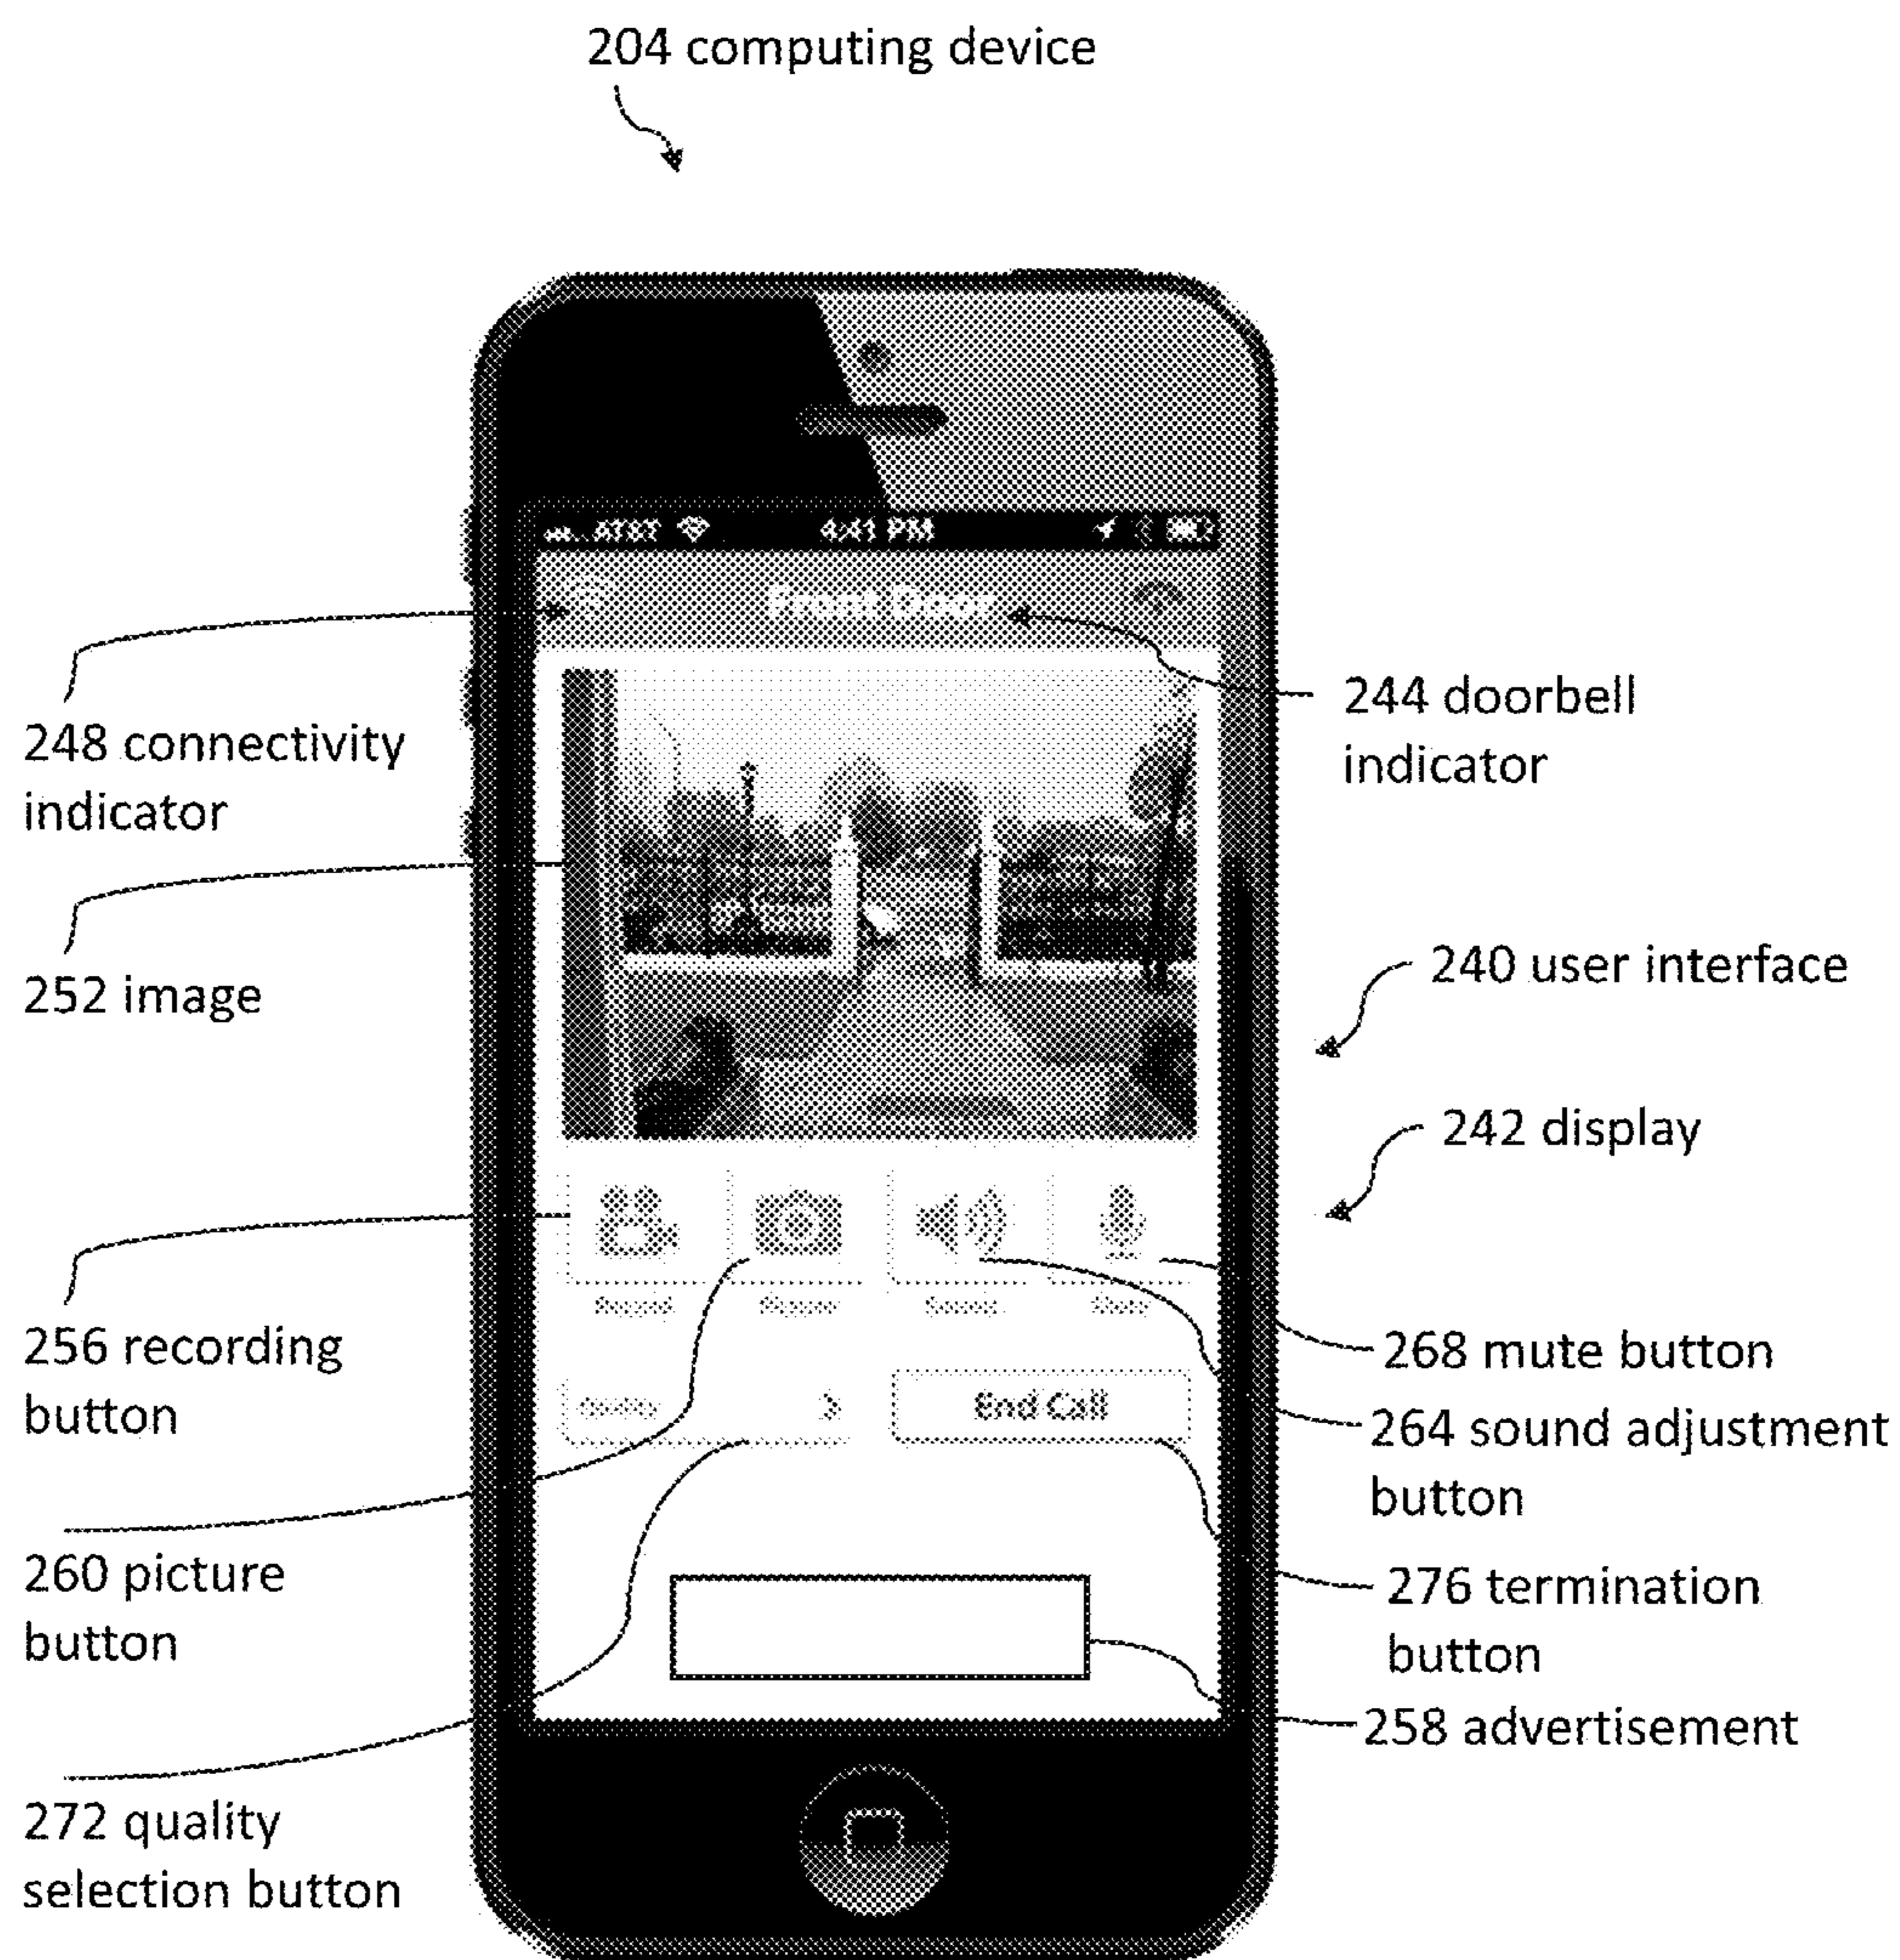 204 computing device
AT&T 4:41 PM
Front Door
248 connectivity
indicator
244 doorbell
indicator
252 image
240 user interface
242 display
256 recording
button
268 mute button
End Call
264 sound adjustment
button
260 picture
button
276 termination
button
258 advertisement
272 quality
selection button